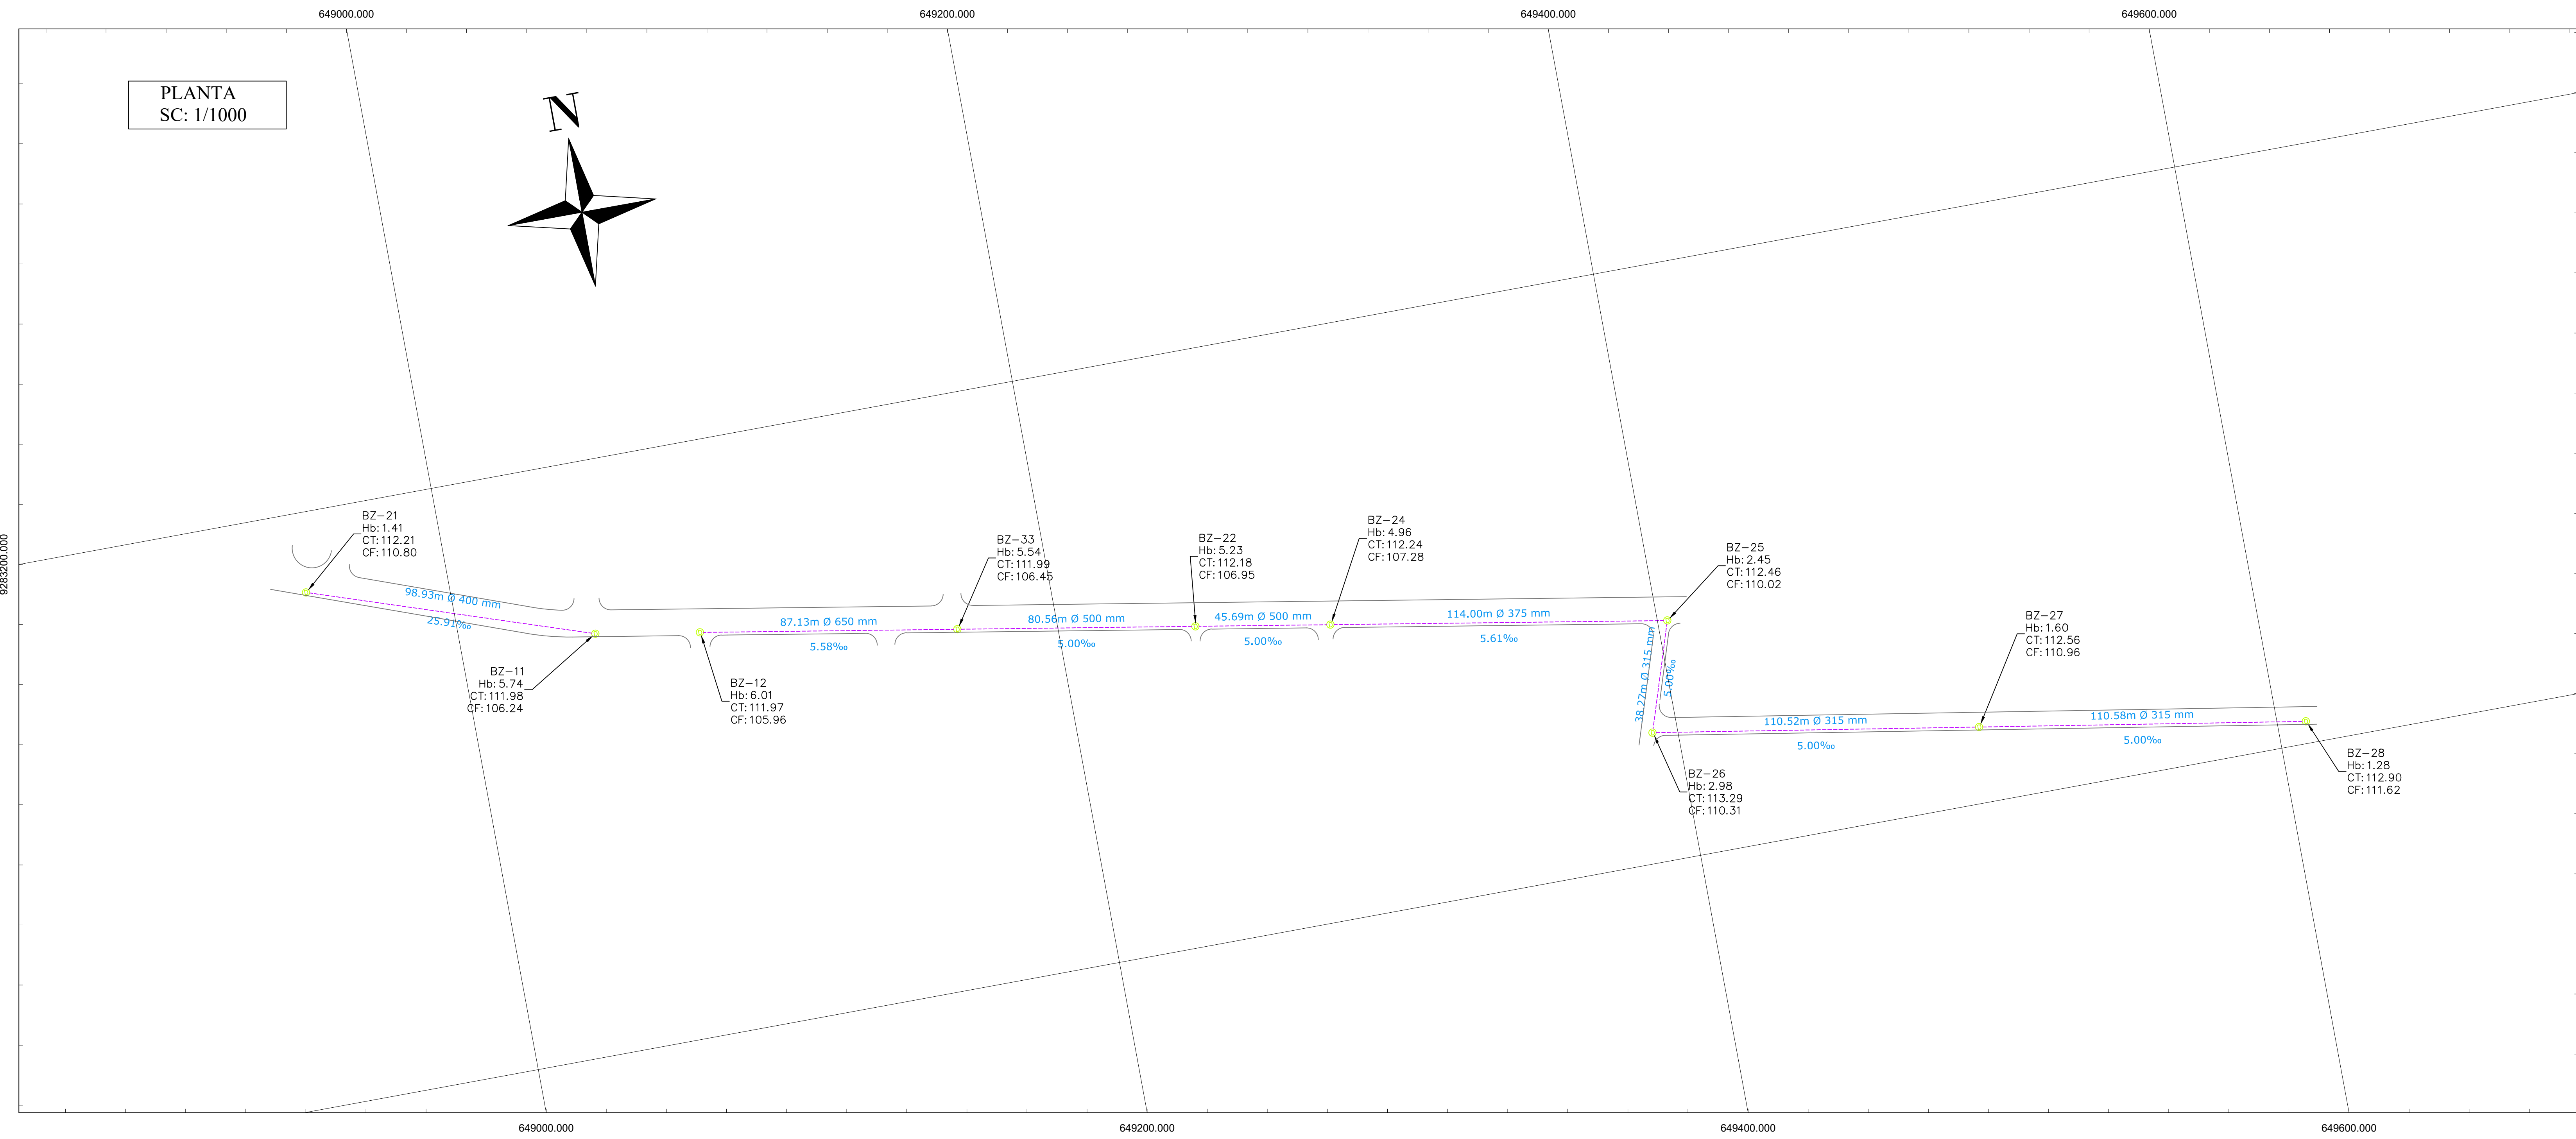 649000.000
649200.000
649400.000
649600.000
PLANTA
SC: 1/1000
N
9283200.000
BZ-21
Hb: 1.41
CT: 112.21
CF: 110.80
98.93m Ø 400 mm
25.91‰
BZ-11
Hb: 5.74
CT: 111.98
CF: 106.24
BZ-12
Hb: 6.01
CT: 111.97
CF: 105.96
87.13m Ø 650 mm
5.58‰
BZ-33
Hb: 5.54
CT: 111.99
CF: 106.45
80.56m Ø 500 mm
5.00‰
BZ-22
Hb: 5.23
CT: 112.18
CF: 106.95
45.69m Ø 500 mm
5.00‰
BZ-24
Hb: 4.96
CT: 112.24
CF: 107.28
114.00m Ø 375 mm
5.61‰
BZ-25
Hb: 2.45
CT: 112.46
CF: 110.02
38.27m Ø 315 mm
5.00‰
BZ-26
Hb: 2.98
CT: 113.29
CF: 110.31
110.52m Ø 315 mm
5.00‰
BZ-27
Hb: 1.60
CT: 112.56
CF: 110.96
110.58m Ø 315 mm
5.00‰
BZ-28
Hb: 1.28
CT: 112.90
CF: 111.62
649000.000
649200.000
649400.000
649600.000